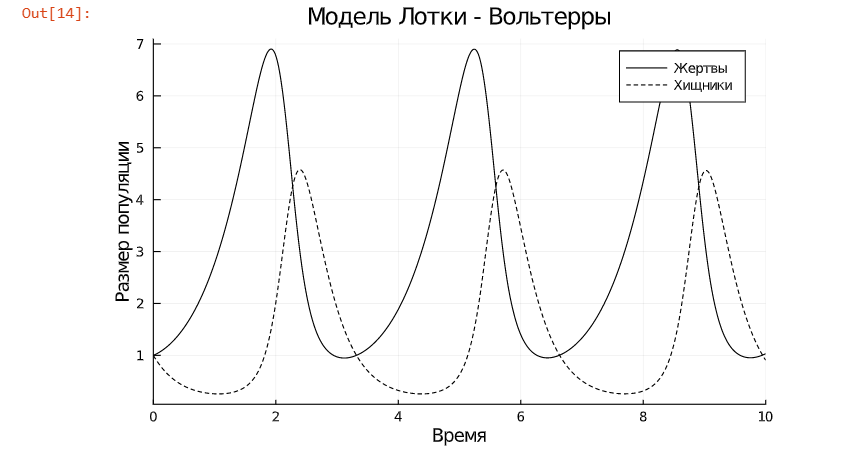 Out[14]:
Модель Лотки - Вольтерры
Жертвы
Хищники
Размер популяции
7
6
5
4
3
2
1
0 2 4 6 8 10
Время